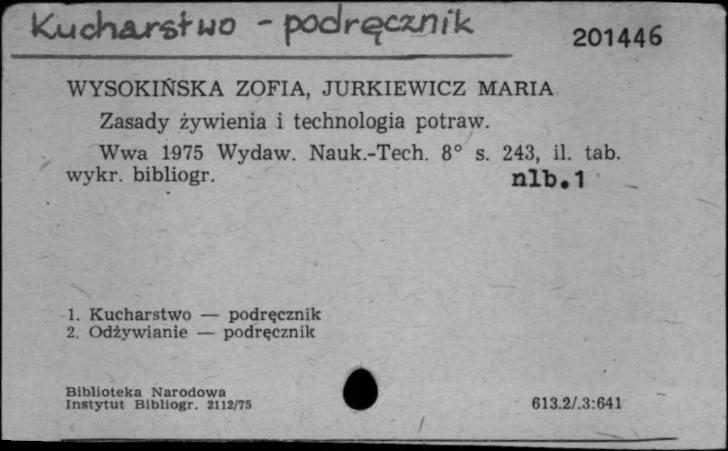 Kucharstwo - podręcznik
201446
WYSOKIŃSKA ZOFIA, JURKIEWICZ MARIA
Zasady żywienia i technologia potraw.
Wwa 1975 Wydaw. Nauk.-Tech. 8° s. 243, il. tab.
wykr. bibliogr.
nlb.1
1. Kucharstwo — podręcznik
2. Odżywianie — podręcznik
Biblioteka Narodowa
Instytut Bibliogr. 2112/75
613.2/.3:641